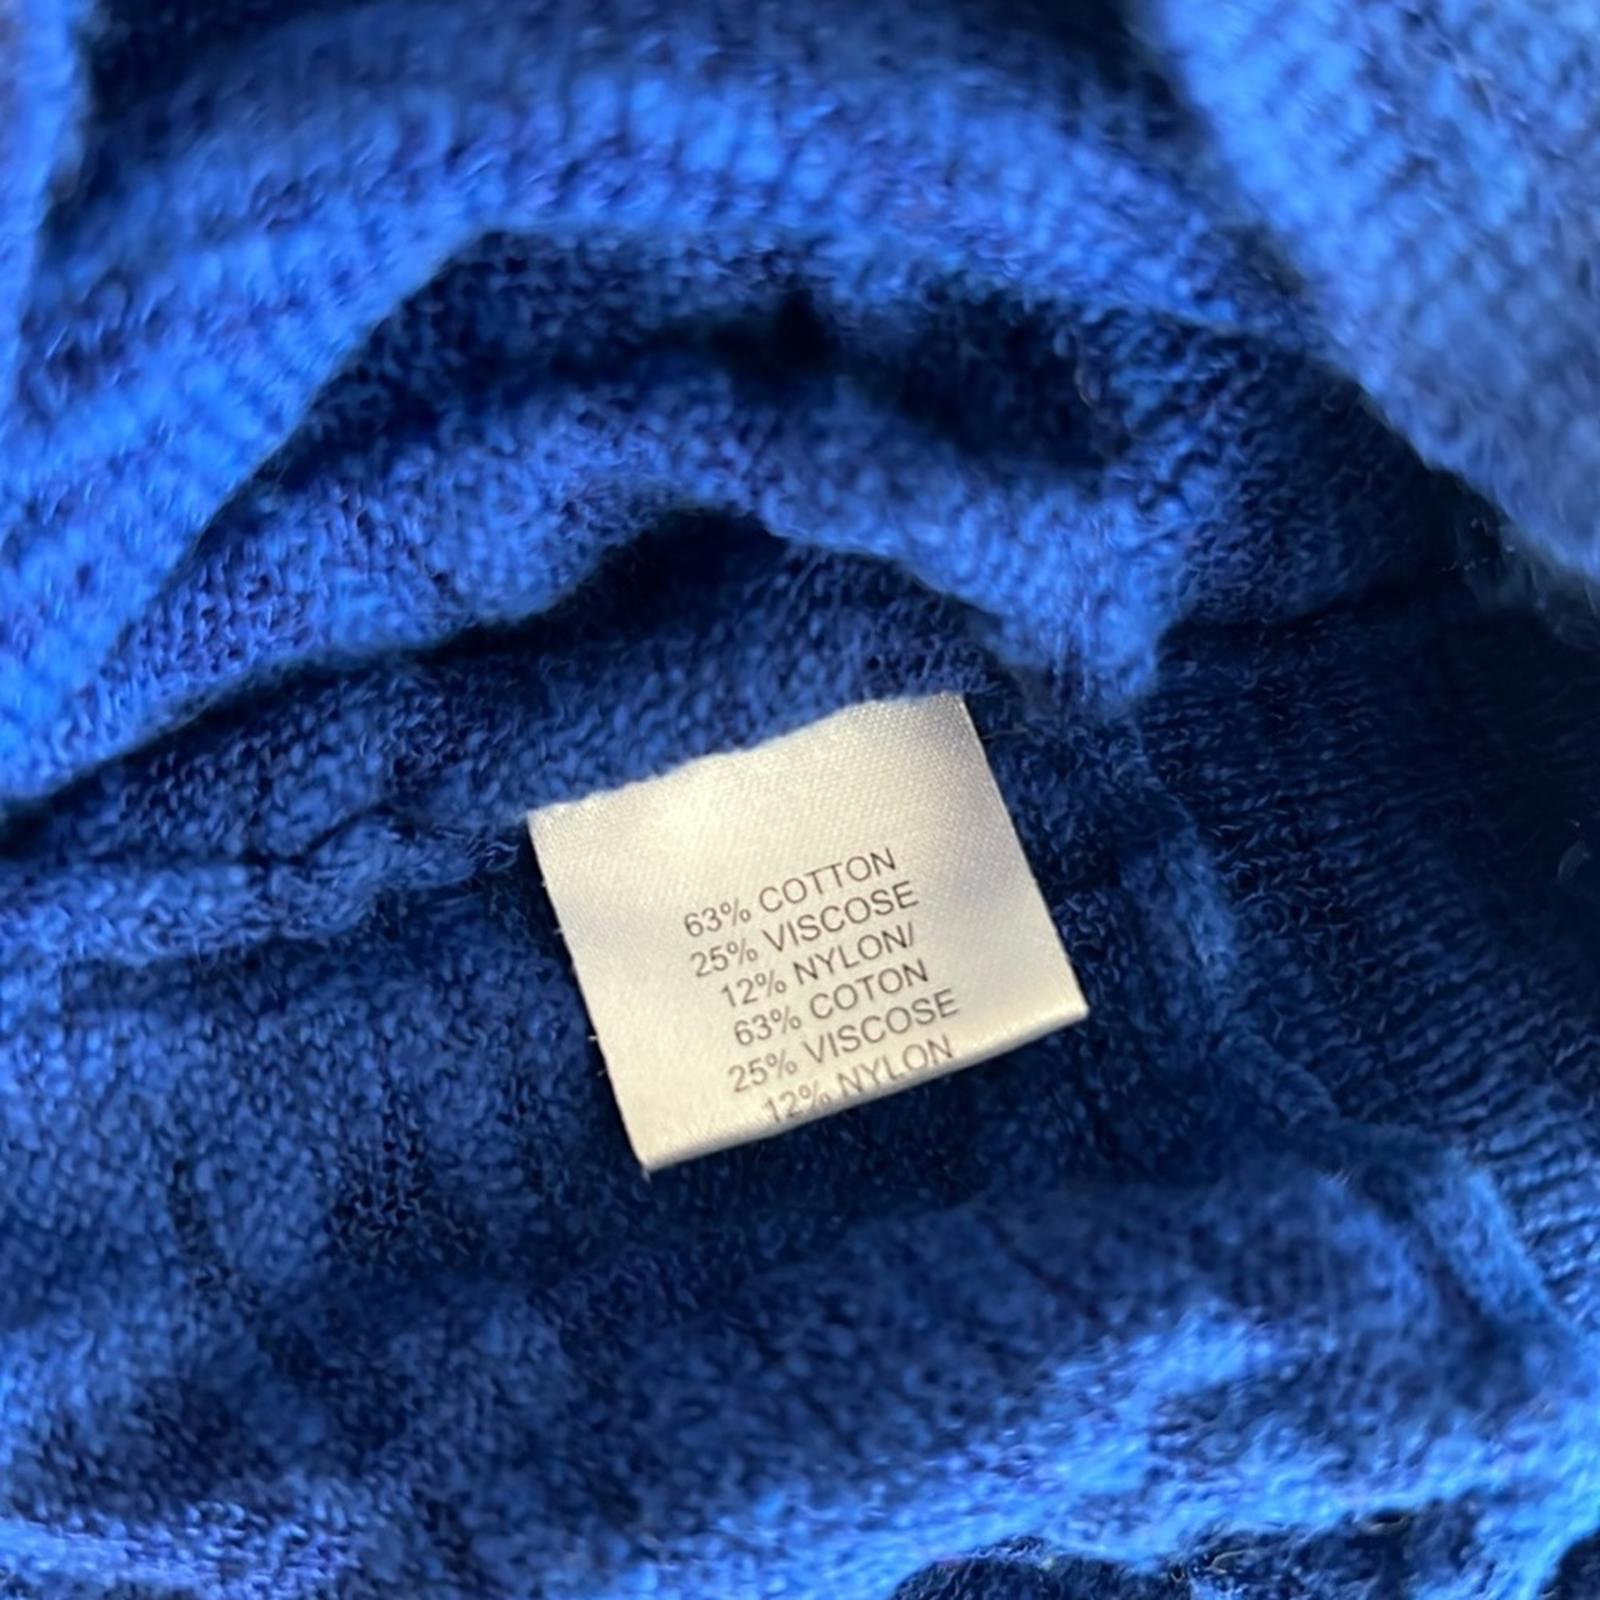 63% COTTON
25% VISCOSE
12% NYLON/
63% COTON
25% VISCOSE
12% NYLON